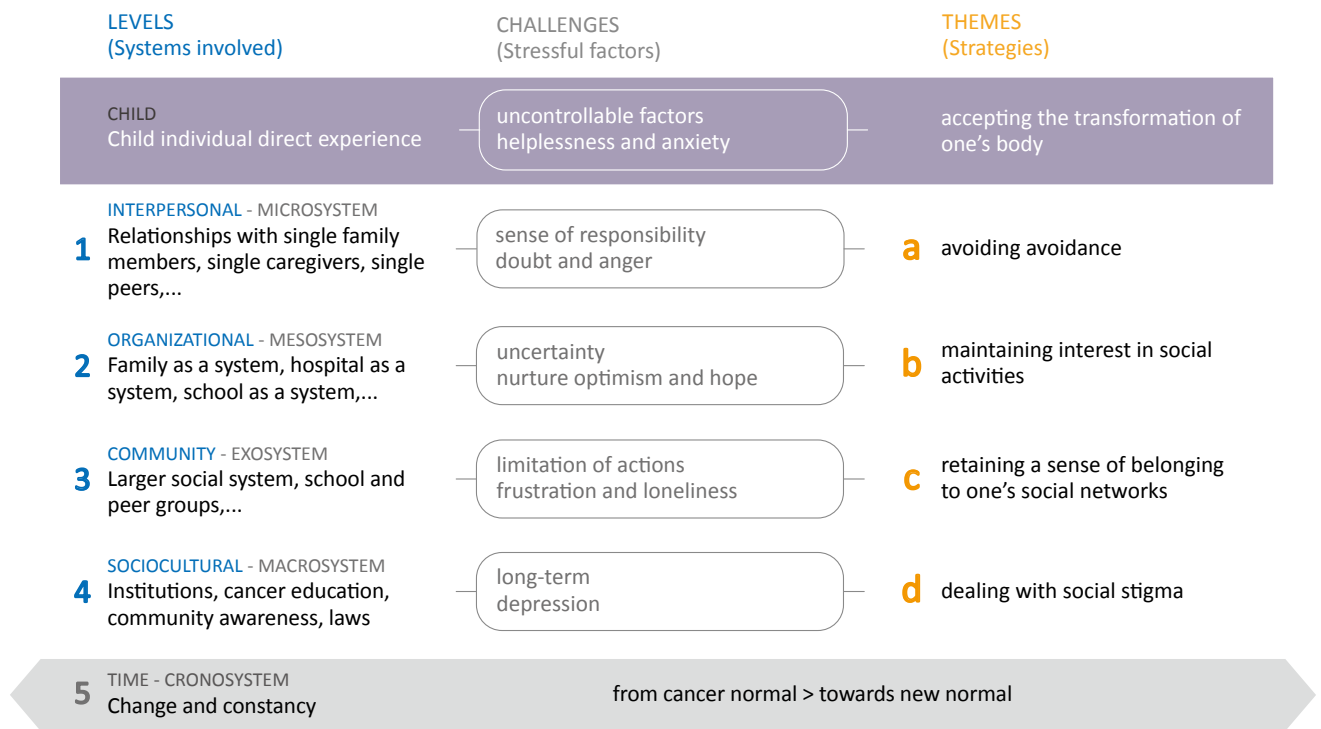 LEVELS
(Systems involved)
CHALLENGES
(Stressful factors)
THEMES
(Strategies)
CHILD
Child individual direct experience
uncontrollable factors
helplessness and anxiety
accepting the transformation of
one's body
1
INTERPERSONAL - MICROSYSTEM
Relationships with single family
members, single caregivers, single
peers,...
sense of responsibility
doubt and anger
a
avoiding avoidance
2
ORGANIZATIONAL - MESOSYSTEM
Family as a system, hospital as a
system, school as a system,...
uncertainty
nurture optimism and hope
b
maintaining interest in social
activities
3
COMMUNITY - EXOSYSTEM
Larger social system, school and
peer groups,...
limitation of actions
frustration and loneliness
c
retaining a sense of belonging
to one's social networks
4
SOCIOCULTURAL - MACROSYSTEM
Institutions, cancer education,
community awareness, laws
long-term
depression
d
dealing with social stigma
5
TIME - CRONOSYSTEM
Change and constancy
from cancer normal > towards new normal